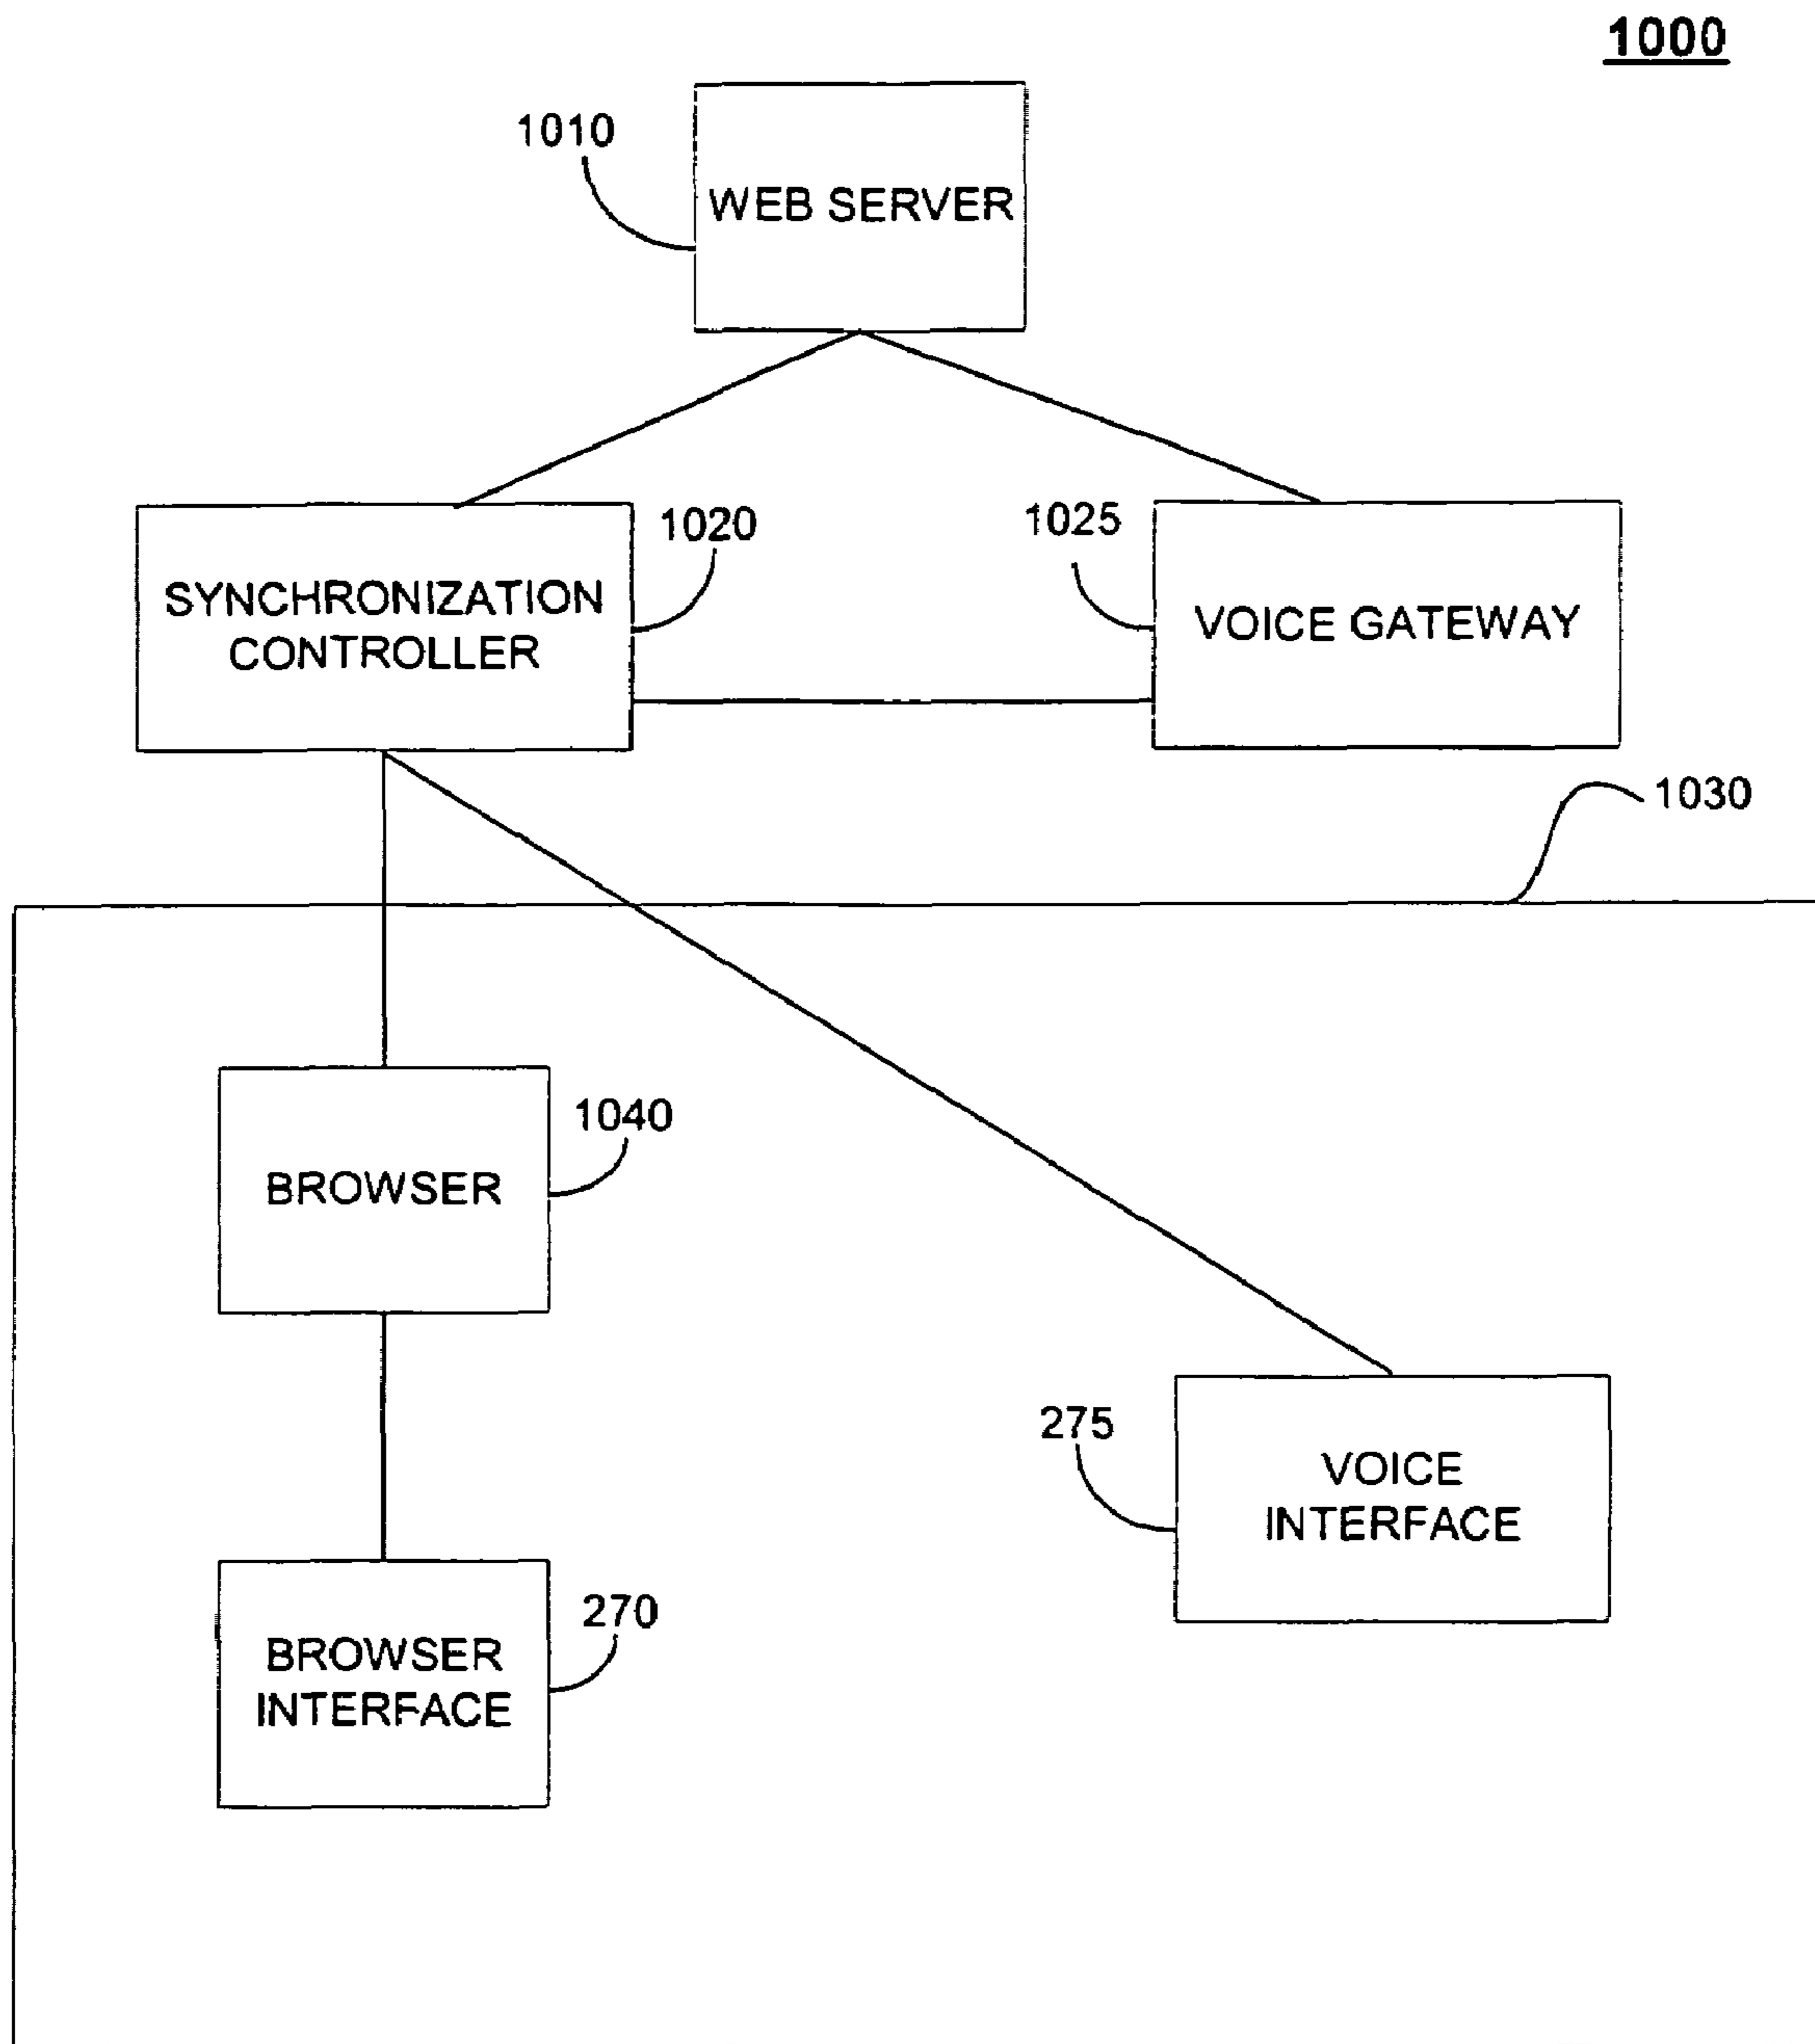 1000
1010
WEB SERVER
1020
1025
SYNCHRONIZATION
CONTROLLER
VOICE GATEWAY
1030
1040
BROWSER
275
VOICE
INTERFACE
270
BROWSER
INTERFACE